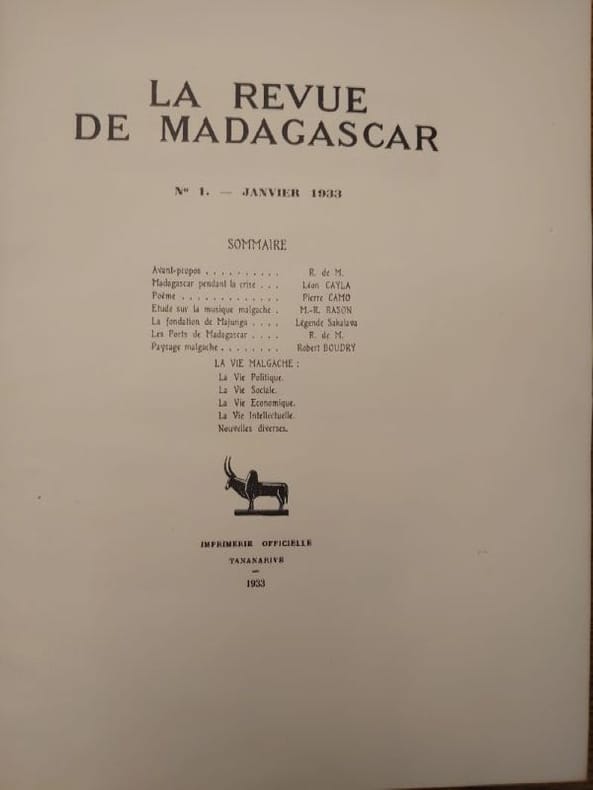 LA REVUE
DE MADAGASCAR
N° 1. — JANVIER 1933
SOMMAIRE
Avant-propos . . . . . . . . . . R. de M.
Madagascar pendant la crise . . . Léon CAYLA
Poème . . . . . . . . . . . . . Pierre CAMO
Etude sur la musique malgache . M.-R. RASON
La fondation de Majunga . . . . Légende Sakalava
Les Ports de Madagascar . . . . R. de M.
Paysage malgache . . . . . . . . Robert BOUDRY
LA VIE MALGACHE :
La Vie Politique.
La Vie Sociale.
La Vie Economique.
La Vie Intellectuelle.
Nouvelles diverses.
IMPRIMERIE OFFICIELLE
TANANARIVE
—
1933